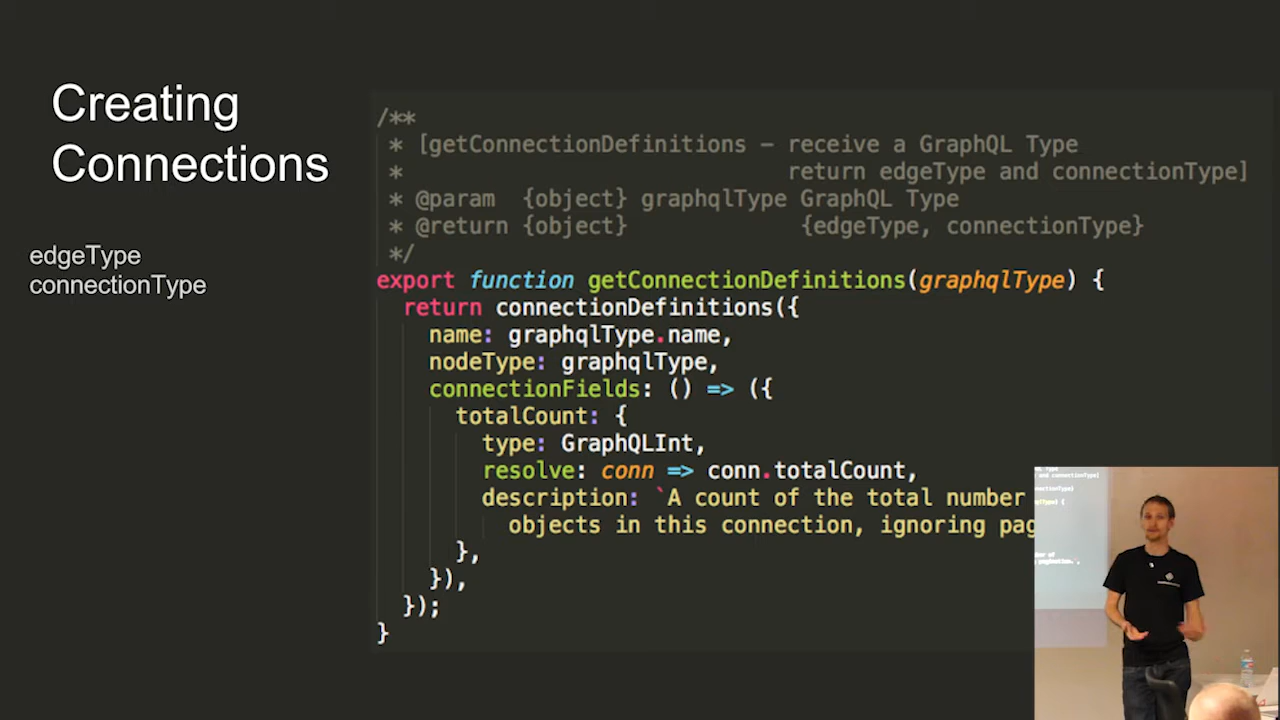 Creating
Connections
edgeType
connectionType
/**
* [getConnectionDefinitions – receive a GraphQL Type
* return edgeType and connectionType]
* @param {object} graphqlType GraphQL Type
* @return {object} {edgeType, connectionType}
*/
export function getConnectionDefinitions(graphqlType) {
return connectionDefinitions({
name: graphqlType.name,
nodeType: graphqlType,
connectionFields: () => ({
totalCount: {
type: GraphQLInt,
resolve: conn => conn.totalCount,
description: `A count of the total number
objects in this connection, ignoring pag
},
}),
});
}